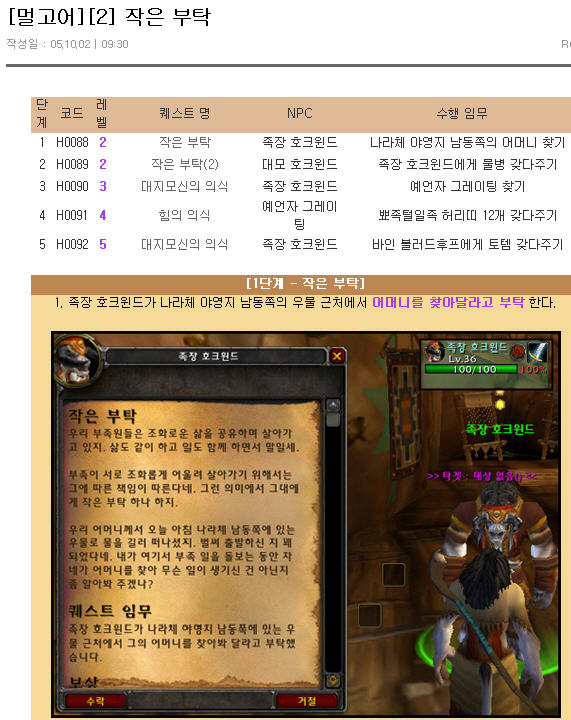 [멀고어][2] 작은 부탁
작성일 : 05,10,02 | 09:30
단계 코드 레벨 퀘스트 명 NPC 수행 임무
1 H0088 2 작은 부탁 족장 호크윈드 나라체 야영지 남동쪽의 어머니 찾기
2 H0089 2 작은 부탁(2) 대모 호크윈드 족장 호크윈드에게 물병 갖다주기
3 H0090 3 대지모신의 의식 족장 호크윈드 예언자 그레이팅 찾기
4 H0091 4 힘의 의식 예언자 그레이팅 뾰족털일족 허리띠 12개 갖다주기
5 H0092 5 대지모신의 의식 족장 호크윈드 바인 블러드후프에게 토템 갖다주기
[1단계 - 작은 부탁]
1. 족장 호크윈드가 나라체 야영지 남동쪽의 우물 근처에서 어머니를 찾아달라고 부탁 한다.
족장 호크윈드
족장 호크윈드
Lv.36
100/100 100%
족장 호크윈드
>> 타겟 : 대상 없음() <<
작은 부탁
우리 부족원들은 조화로운 삶을 공유하며 살아가
고 있지. 삶도 같이 하고 일도 함께 하면서 말일세.
부족이 서로 조화롭게 어울려 살아가기 위해서는
그에 따른 책임이 따른다네. 그런 의미에서 그대에
게 작은 부탁 하나 하지.
우리 어머니께서 오늘 아침 나라체 남동쪽에 있는
우물로 물을 길러 떠나셨지. 벌써 출발하신 지 꽤
되었다네. 내가 여기서 부족 일을 돌보는 동안 자
네가 어머니를 찾아 무슨 일이 생기신 건 아닌지
좀 알아봐 주겠나?
퀘스트 임무
족장 호크윈드가 나라체 야영지 남동쪽에 있는 우
물 근처에서 그의 어머니를 찾아봐 달라고 부탁했
습니다.
보상
수락 거절